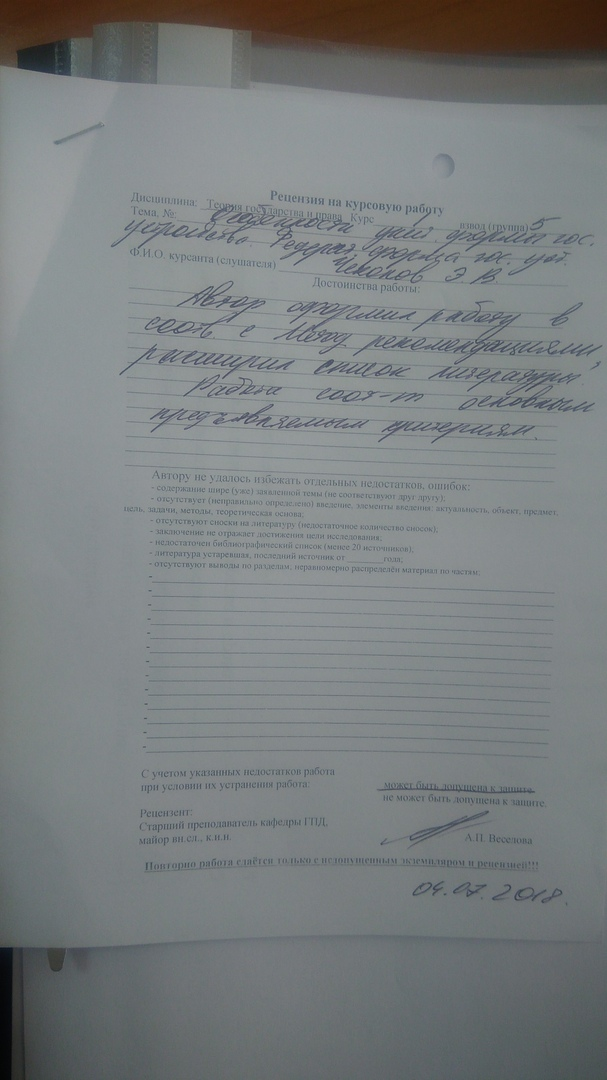 Рецензия на курсовую работу
Дисциплина: Теория государства и права Курс взвод (группа) 5
Тема, №: Особенности унит. формы гос.
устройства. Федерат. форма гос. уст.
Ф.И.О. курсанта (слушателя) Э. В.
Достоинства работы:
Автор оформил работу в
соотв. с Метод рекомендациями,
расширил список литературы.
Работа соот-т основным
предъявляемым критериям.
Автору не удалось избежать отдельных недостатков, ошибок:
- содержание шире (уже) заявленной темы (не соответствуют друг другу);
- отсутствует (неправильно определено) введение, элементы введения: актуальность, объект, предмет,
цель, задачи, методы, теоретическая основа;
- отсутствуют сноски на литературу (недостаточное количество сносок);
- заключение не отражает достижения цели исследования;
- недостаточен библиографический список (менее 20 источников);
- литература устаревшая, последний источник от ________ года;
- отсутствуют выводы по разделам, неравномерно распределён материал по частям;
С учетом указанных недостатков работа
при условии их устранения работа: может быть допущена к защите
не может быть допущена к защите.
Рецензент:
Старший преподаватель кафедры ГПД,
майор вн.сл., к.и.н. А.П. Веселова
Повторно работа сдаётся только с недопущенным экземпляром и рецензией!!!
04.07.2018.